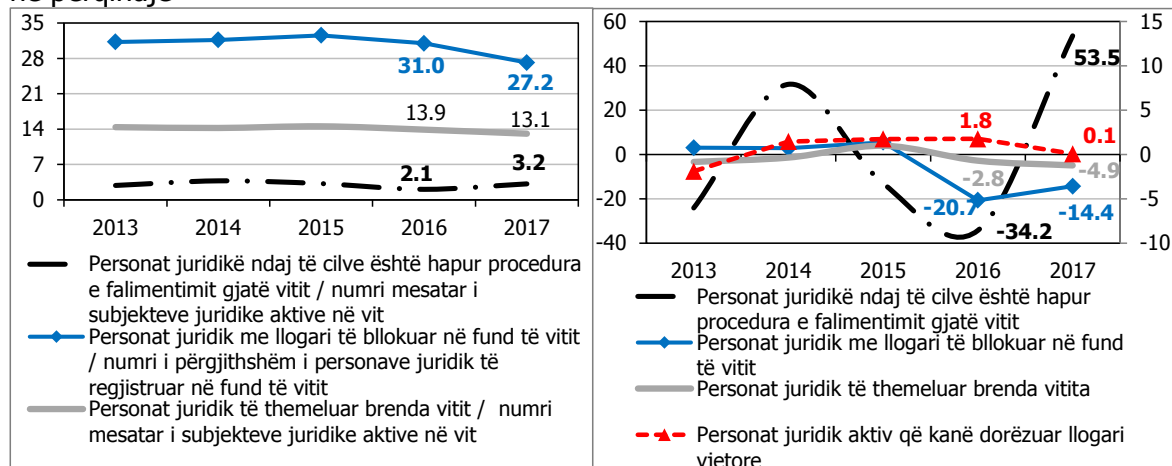 në përqindje
35
28
21
14
7
0
31.0
27.2
13.9
13.1
2.1
3.2
2013 2014 2015 2016 2017
Personat juridikë ndaj të cilve është hapur procedura
e falimentimit gjatë vitit / numri mesatar i
subjekteve juridike aktive në vit
Personat juridik me llogari të bllokuar në fund të vitit
/ numri i përgjithshëm i personave juridik të
regjistruar në fund të vitit
Personat juridik të themeluar brenda vitit / numri
mesatar i subjekteve juridike aktive në vit
60
40
20
0
-20
-40
15
10
5
0
-5
-10
53.5
1.8
0.1
-2.8
-4.9
-20.7
-14.4
-34.2
2013 2014 2015 2016 2017
Personat juridikë ndaj të cilve është hapur
procedura e falimentimit gjatë vitit
Personat juridik me llogari të bllokuar në fund
të vitit
Personat juridik të themeluar brenda vitita
Personat juridik aktiv që kanë dorëzuar llogari
vjetore